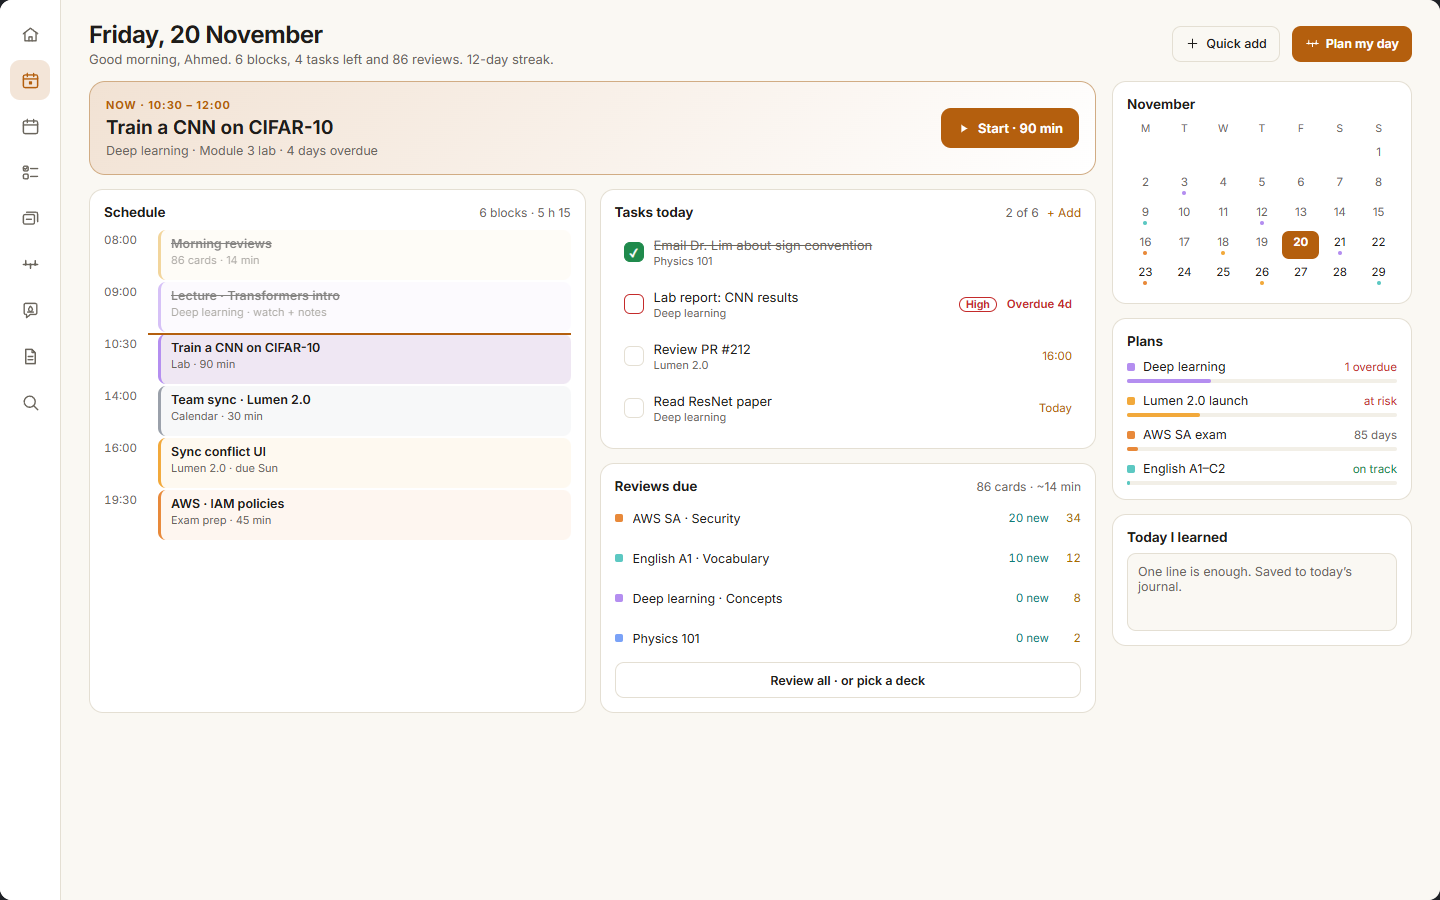 Friday, 20 November
Good morning, Ahmed. 6 blocks, 4 tasks left and 86 reviews. 12-day streak.
Quick add
Plan my day
NOW · 10:30 – 12:00
Train a CNN on CIFAR-10
Deep learning · Module 3 lab · 4 days overdue
Start · 90 min
Schedule
6 blocks · 5 h 15
08:00
Morning reviews
86 cards · 14 min
09:00
Lecture · Transformers intro
Deep learning · watch + notes
10:30
Train a CNN on CIFAR-10
Lab · 90 min
14:00
Team sync · Lumen 2.0
Calendar · 30 min
16:00
Sync conflict UI
Lumen 2.0 · due Sun
19:30
AWS · IAM policies
Exam prep · 45 min
Tasks today
2 of 6 + Add
Email Dr. Lim about sign convention
Physics 101
Lab report: CNN results
Deep learning
High Overdue 4d
Review PR #212
Lumen 2.0
16:00
Read ResNet paper
Deep learning
Today
Reviews due
86 cards · ~14 min
AWS SA · Security 20 new 34
English A1 · Vocabulary 10 new 12
Deep learning · Concepts 0 new 8
Physics 101 0 new 2
Review all · or pick a deck
November
M T W T F S S
1
2 3 4 5 6 7 8
9 10 11 12 13 14 15
16 17 18 19 20 21 22
23 24 25 26 27 28 29
Plans
Deep learning 1 overdue
Lumen 2.0 launch at risk
AWS SA exam 85 days
English A1–C2 on track
Today I learned
One line is enough. Saved to today's
journal.